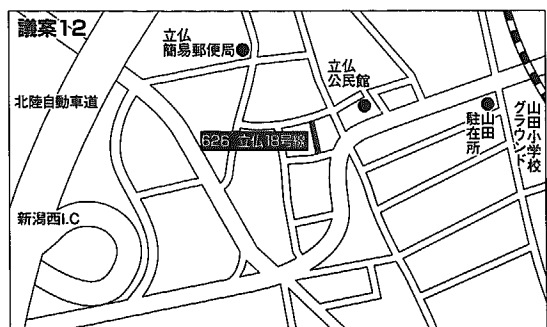 議案12
立仏
簡易郵便局
立仏
公民館
北陸自動車道
626 立仏18号線
山田
駐在所
山田小学校
グラウンド
新潟西I.C